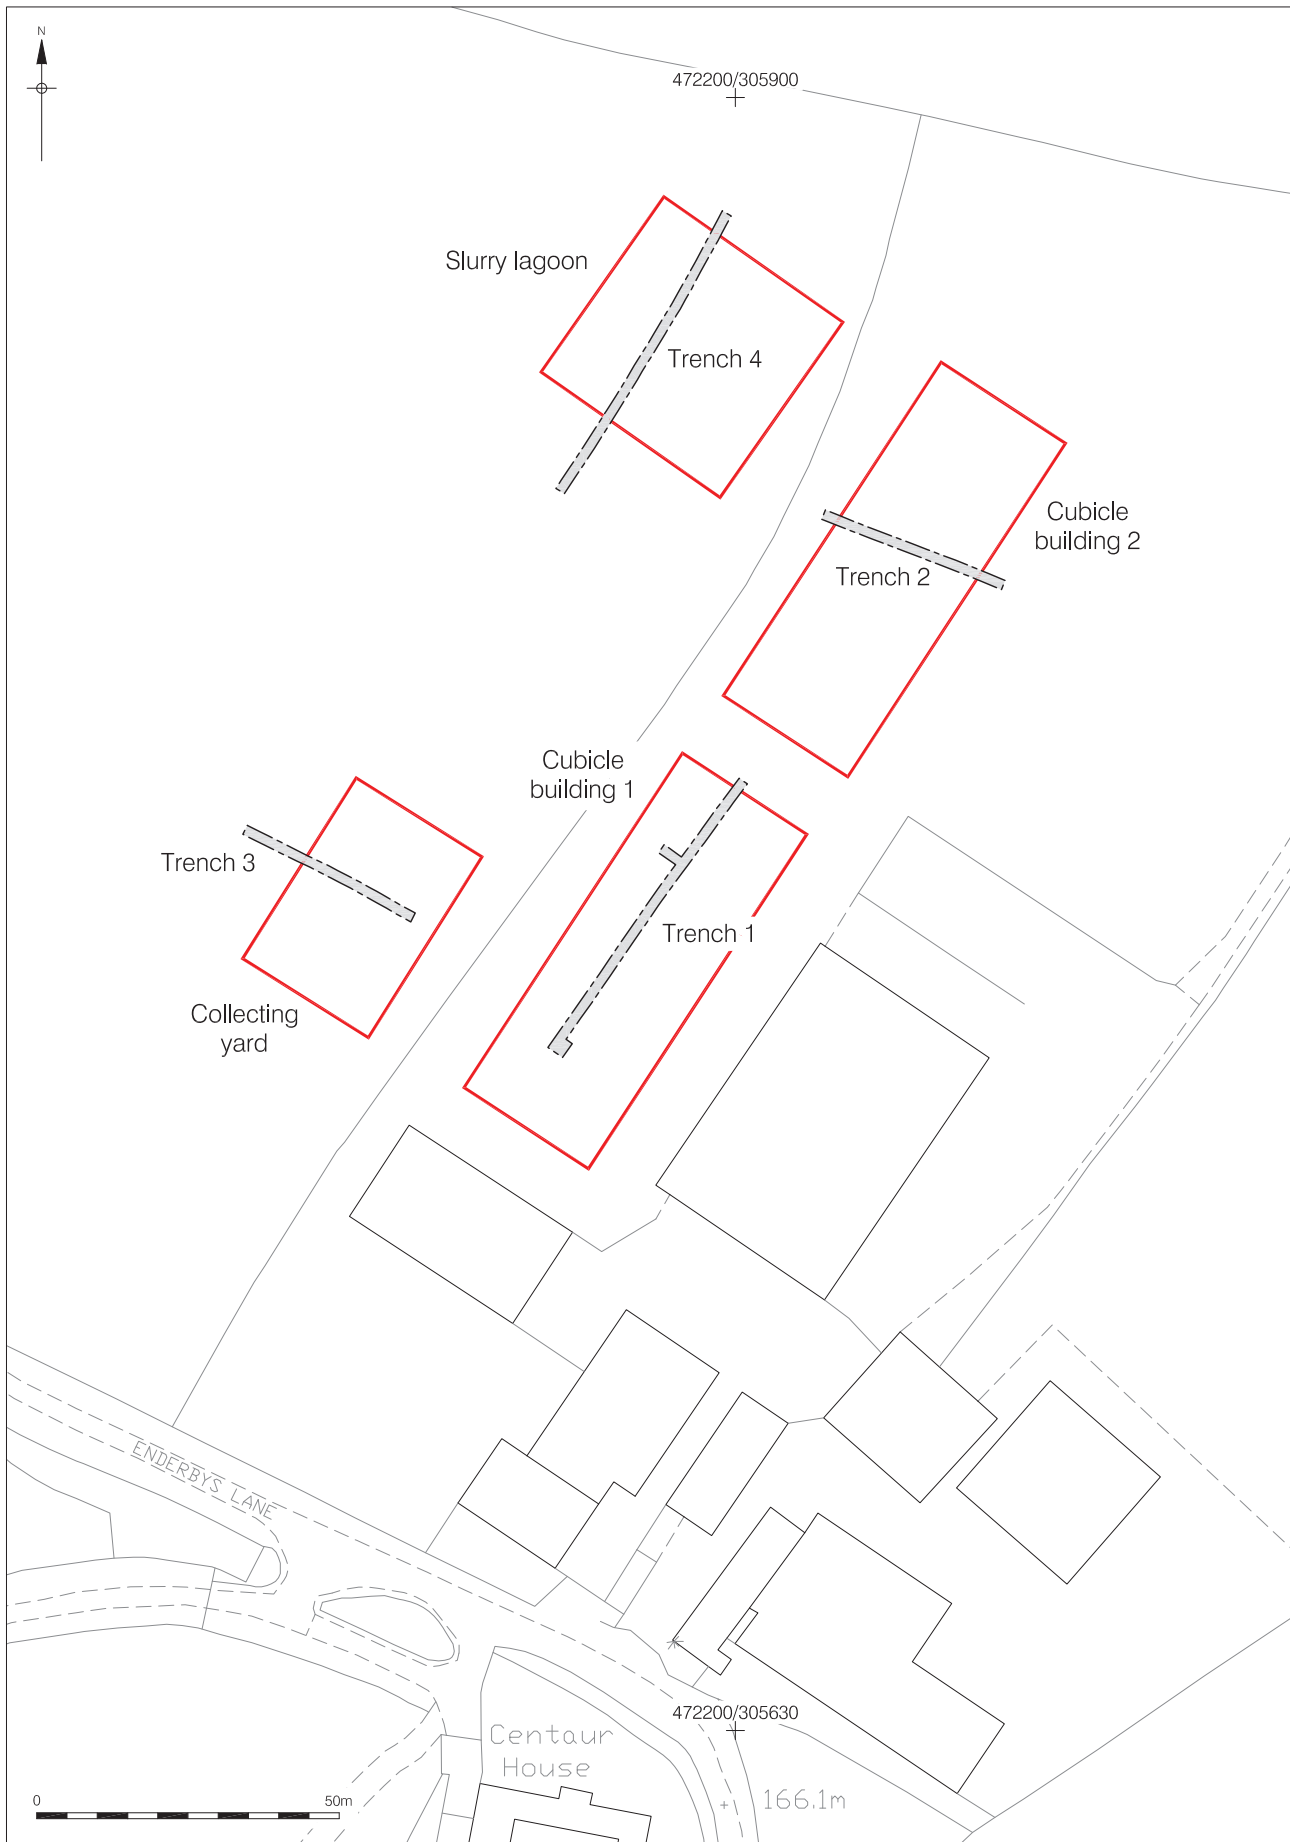 N
472200/305900
Slurry lagoon
Trench 4
Cubicle
building 2
Trench 2
Cubicle
building 1
Trench 3
Trench 1
Collecting
yard
ENDERBYS LANE
472200/305630
Centaur
House
166.1m
0
50m